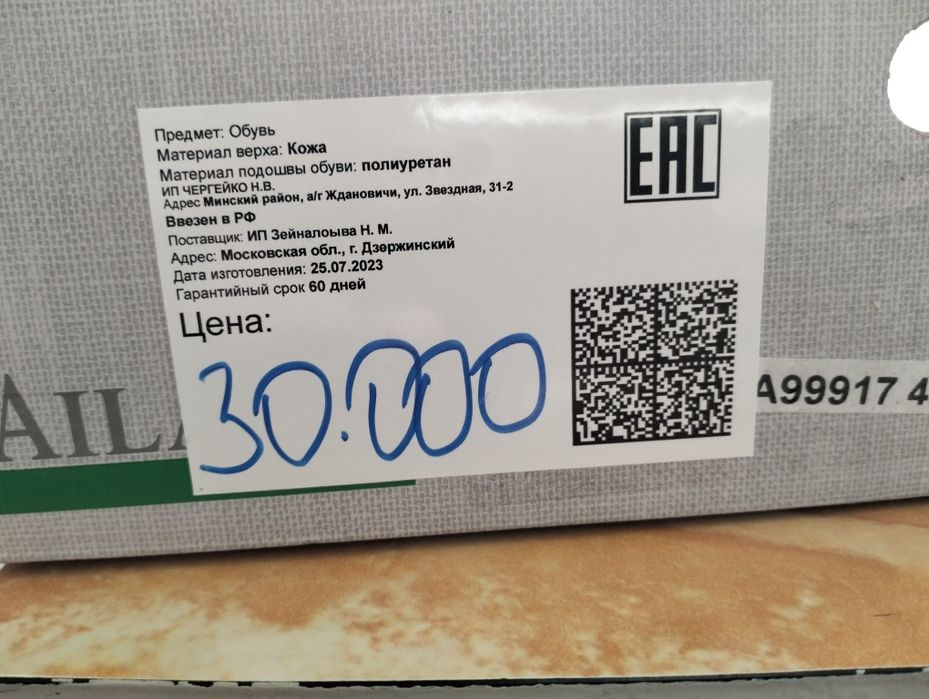 Предмет: Обувь
Материал верха: Кожа
Материал подошвы обуви: полиуретан
ИП ЧЕРГЕЙКО Н.В.
Адрес Минский район, а/г Ждановичи, ул. Звездная, 31-2
Ввезен в РФ
Поставщик: ИП Зейналоыва Н. М.
Адрес: Московская обл., г. Дзержинский
Дата изготовления: 25.07.2023
Гарантийный срок 60 дней
Цена:
30.000
EAC
A99917 4